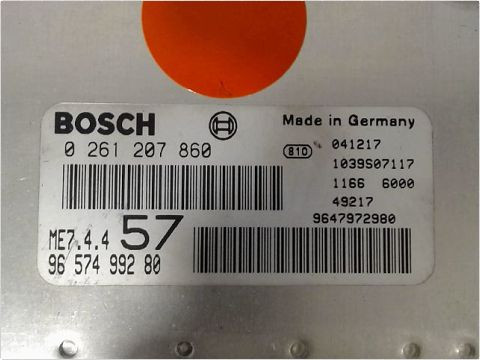 BOSCH
Made in Germany
0 261 207 860
810
041217
1039S07117
1166 6000
49217
9647972980
ME7.4.4 57
96 574 992 80